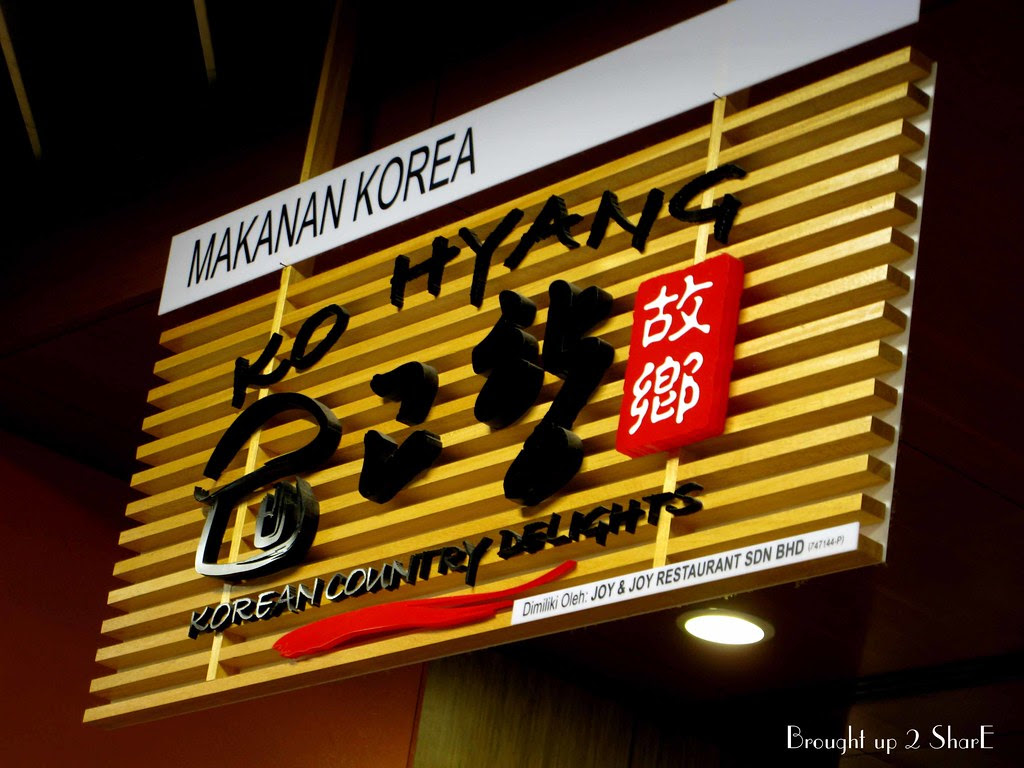 MAKANAN KOREA
KO HYANG
고향
故
鄉
KOREAN COUNTRY DELIGHTS
Dimiliki Oleh: JOY & JOY RESTAURANT SDN BHD (747144-P)
Brought up 2 SharE